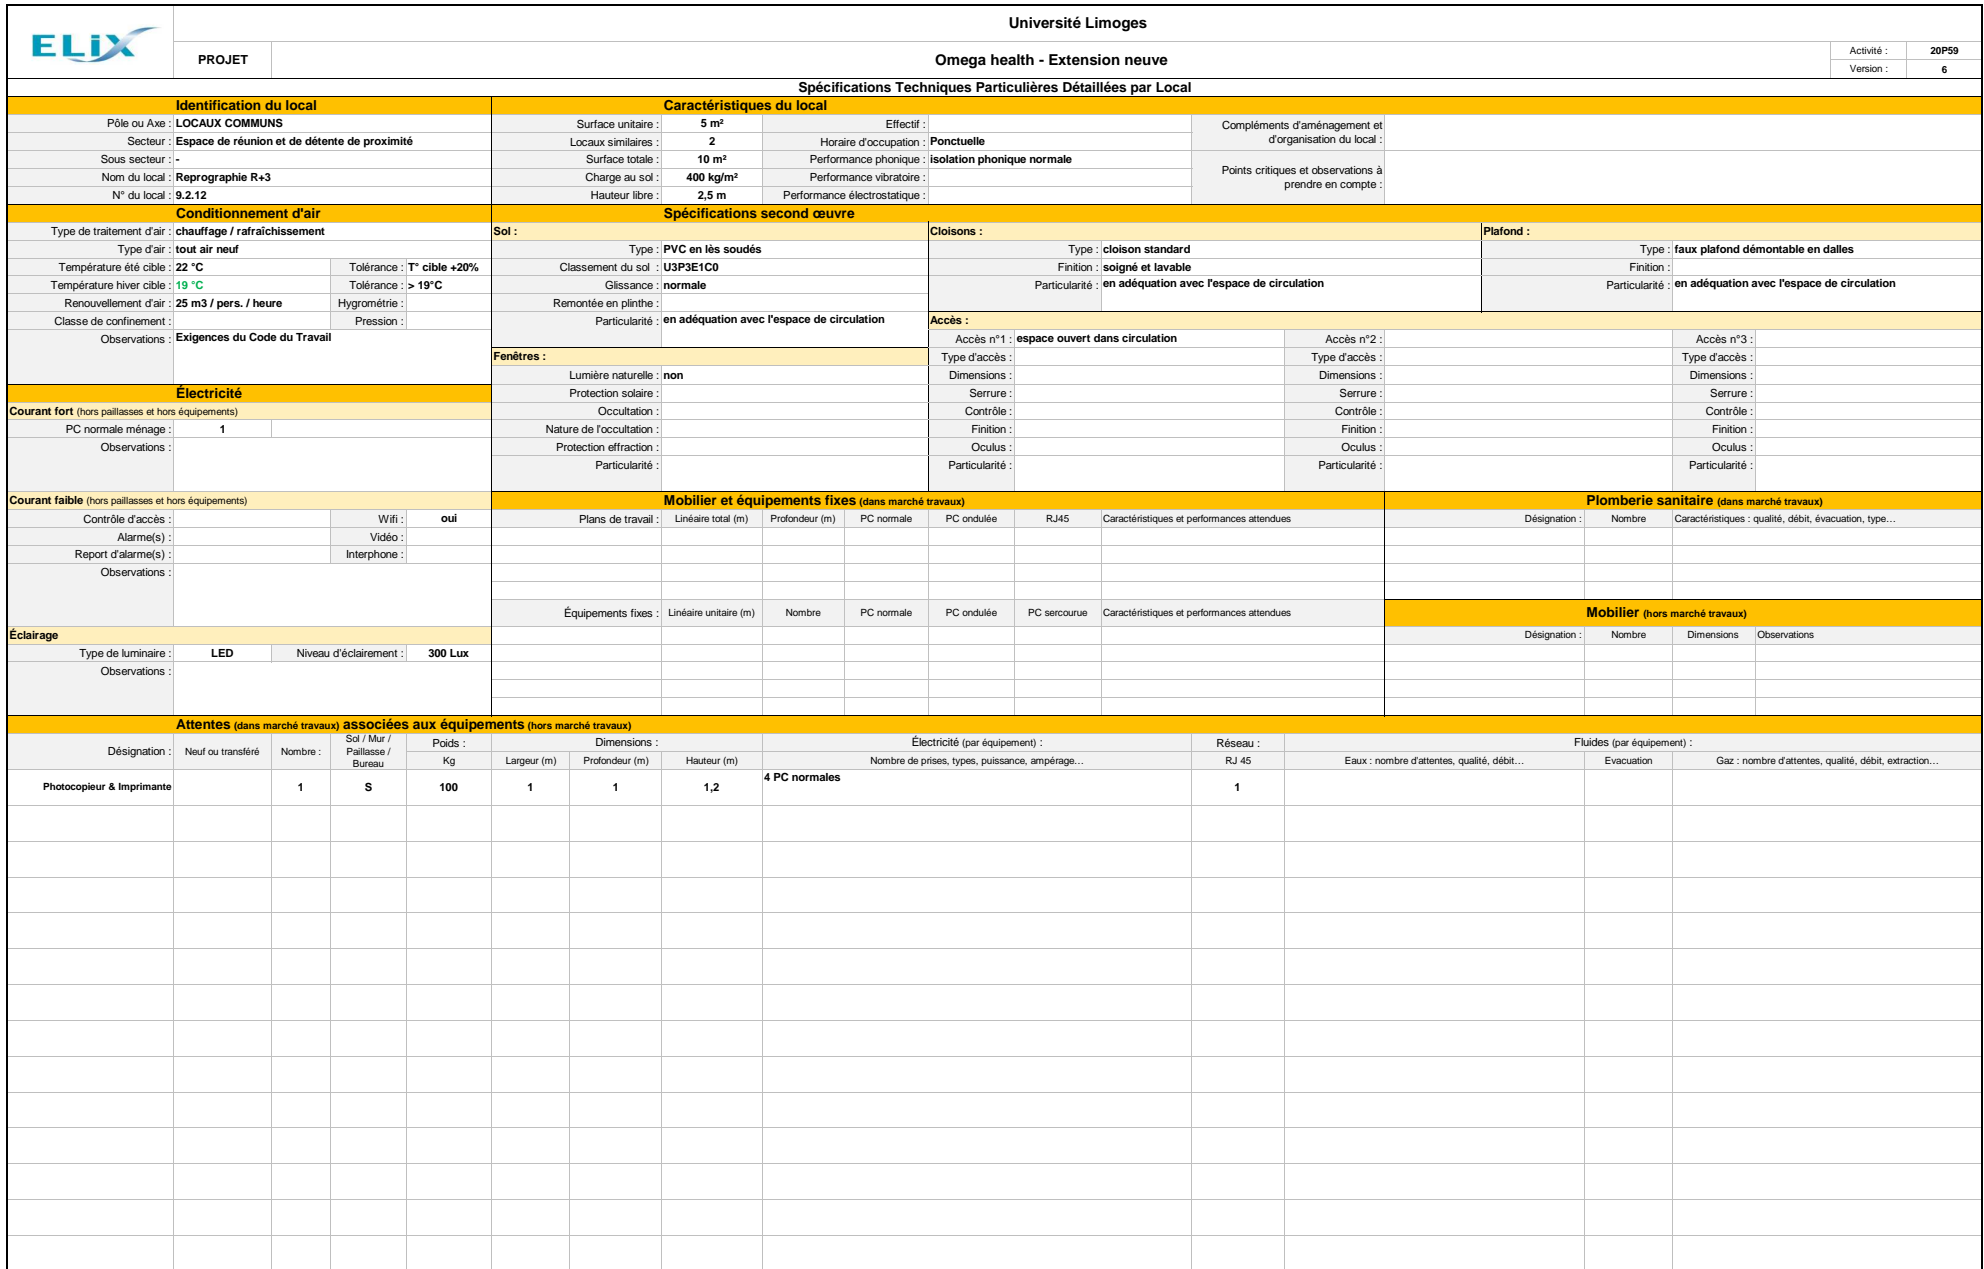 ELiX
Université Limoges
PROJET
Omega health - Extension neuve
Activité : 20P59
Version : 6
Spécifications Techniques Particulières Détaillées par Local
Identification du local
Pôle ou Axe : LOCAUX COMMUNS
Secteur : Espace de réunion et de détente de proximité
Sous secteur : -
Nom du local : Reprographie R+3
N° du local : 9.2.12
Caractéristiques du local
Surface unitaire : 5 m² Effectif :
Locaux similaires : 2 Horaire d'occupation : Ponctuelle
Surface totale : 10 m² Performance phonique : isolation phonique normale
Charge au sol : 400 kg/m² Performance vibratoire :
Hauteur libre : 2,5 m Performance électrostatique :
Compléments d'aménagement et
d'organisation du local :
Points critiques et observations à
prendre en compte :
Conditionnement d'air
Type de traitement d'air : chauffage / rafraîchissement
Type d'air : tout air neuf
Température été cible : 22 °C Tolérance : T° cible +20%
Température hiver cible : 19 °C Tolérance : > 19°C
Renouvellement d'air : 25 m3 / pers. / heure Hygrométrie :
Classe de confinement : Pression :
Observations : Exigences du Code du Travail
Spécifications second œuvre
Sol :
Type : PVC en lès soudés
Classement du sol : U3P3E1C0
Glissance : normale
Remontée en plinthe :
Particularité : en adéquation avec l'espace de circulation
Cloisons :
Type : cloison standard
Finition : soigné et lavable
Particularité : en adéquation avec l'espace de circulation
Plafond :
Type : faux plafond démontable en dalles
Finition :
Particularité : en adéquation avec l'espace de circulation
Fenêtres :
Lumière naturelle : non
Protection solaire :
Occultation :
Nature de l'occultation :
Protection effraction :
Particularité :
Accès :
Accès n°1 : espace ouvert dans circulation Accès n°2 : Accès n°3 :
Type d'accès : Type d'accès : Type d'accès :
Dimensions : Dimensions : Dimensions :
Serrure : Serrure : Serrure :
Contrôle : Contrôle : Contrôle :
Finition : Finition : Finition :
Oculus : Oculus : Oculus :
Particularité : Particularité : Particularité :
Électricité
Courant fort (hors paillasses et hors équipements)
PC normale ménage : 1
Observations :
Courant faible (hors paillasses et hors équipements)
Contrôle d'accès : Wifi : oui
Alarme(s) : Vidéo :
Report d'alarme(s) : Interphone :
Observations :
Éclairage
Type de luminaire : LED Niveau d'éclairement : 300 Lux
Observations :
Mobilier et équipements fixes (dans marché travaux)
Plans de travail : Linéaire total (m) Profondeur (m) PC normale PC ondulée RJ45 Caractéristiques et performances attendues
Équipements fixes : Linéaire unitaire (m) Nombre PC normale PC ondulée PC sercourue Caractéristiques et performances attendues
Plomberie sanitaire (dans marché travaux)
Désignation : Nombre Caractéristiques : qualité, débit, évacuation, type…
Mobilier (hors marché travaux)
Désignation : Nombre Dimensions Observations
Attentes (dans marché travaux) associées aux équipements (hors marché travaux)
Désignation : Neuf ou transféré Nombre :
Sol / Mur /
Paillasse /
Bureau
Poids : Dimensions : Électricité (par équipement) : Réseau : Fluides (par équipement) :
Kg Largeur (m) Profondeur (m) Hauteur (m) Nombre de prises, types, puissance, ampérage… RJ 45 Eaux : nombre d'attentes, qualité, débit… Evacuation Gaz : nombre d'attentes, qualité, débit, extraction…
Photocopieur & Imprimante 1 S 100 1 1 1,2 4 PC normales 1